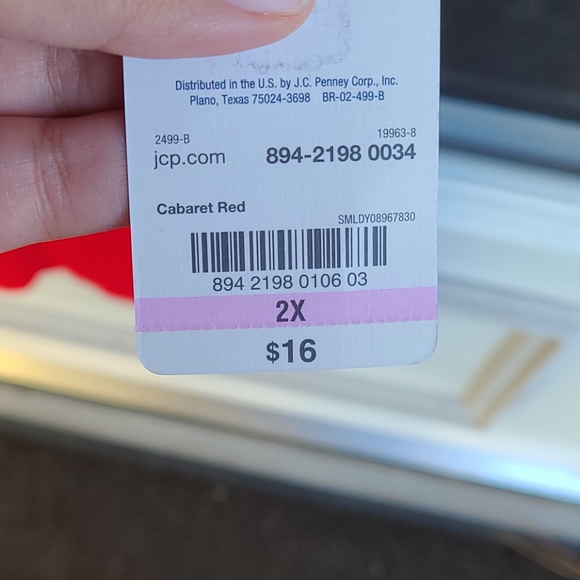 Distributed in the U.S. by J.C. Penney Corp., Inc.
Plano, Texas 75024-3698 BR-02-499-B
2499-B 19963-8
jcp.com 894-2198 0034
Cabaret Red
SMLDY08967830
894 2198 0106 03
2X
$16